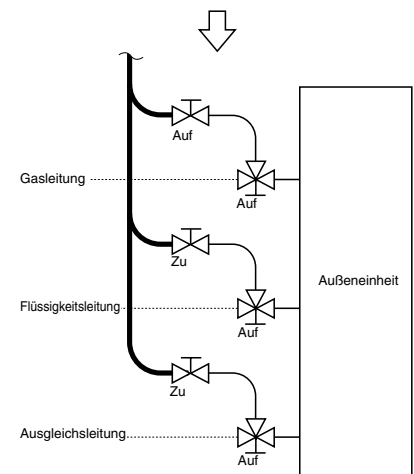 Auf
Gasleitung
Auf
Zu
Außeneinheit
Flüssigkeitsleitung
Auf
Zu
Ausgleichsleitung
Auf